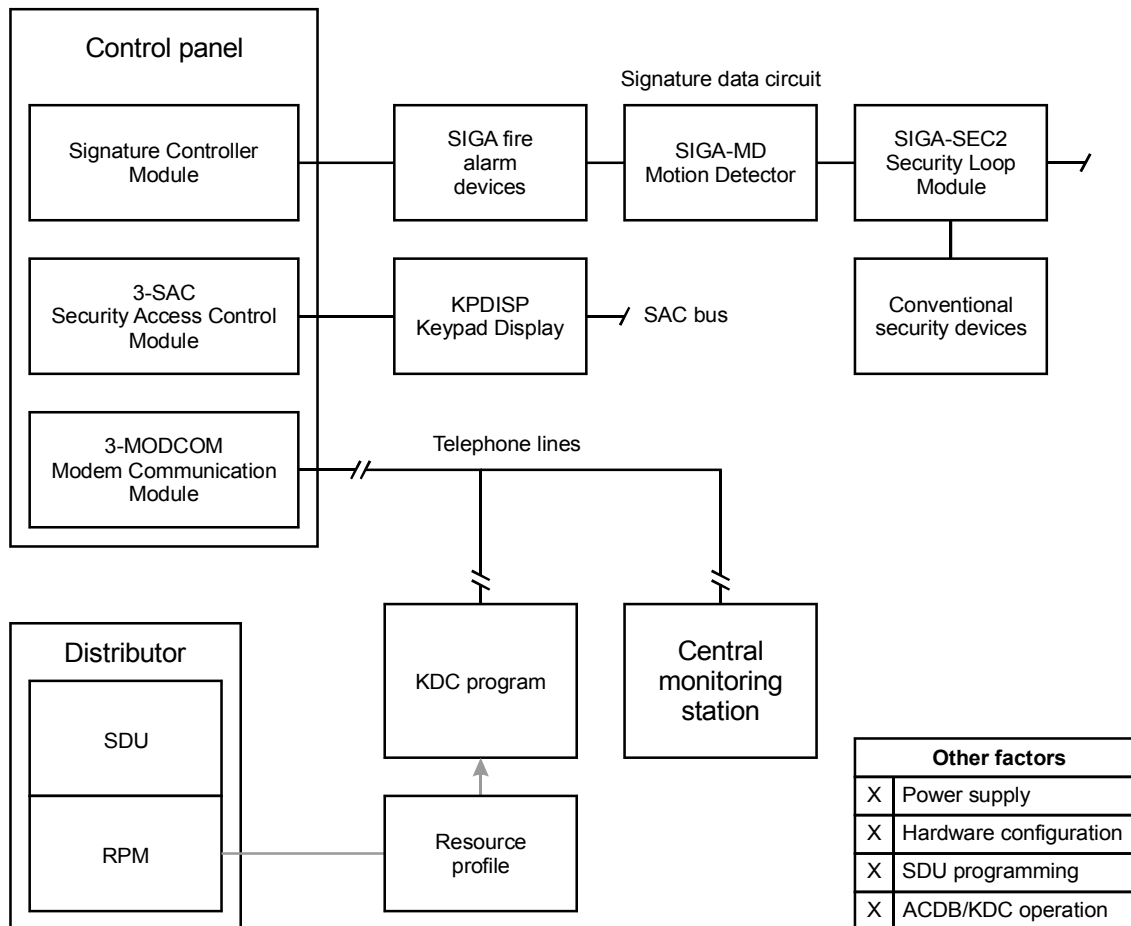 Control panel
Signature data circuit
Signature Controller
Module
SIGA fire
alarm
devices
SIGA-MD
Motion Detector
SIGA-SEC2
Security Loop
Module
3-SAC
Security Access Control
Module
KPDISP
Keypad Display
SAC bus
Conventional
security devices
3-MODCOM
Modem Communication
Module
Telephone lines
Distributor
SDU
RPM
KDC program
Central
monitoring
station
Resource
profile
Other factors
X Power supply
X Hardware configuration
X SDU programming
X ACDB/KDC operation